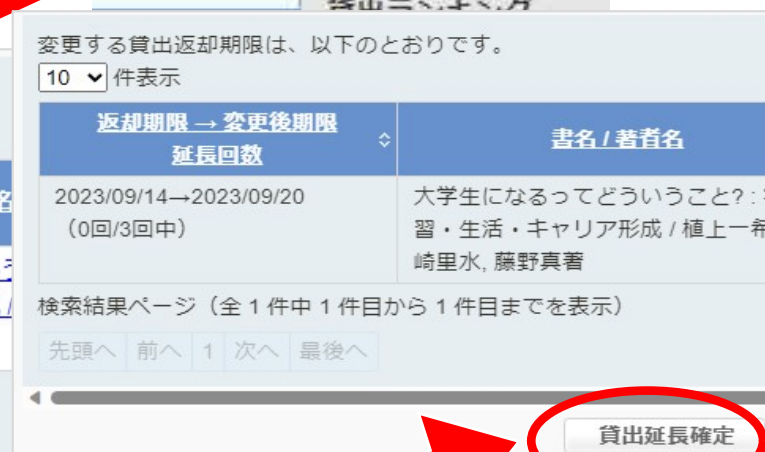 変更する貸出返却期限は、以下のとおりです。
10 件表示
返却期限 → 変更後期限
延長回数
書名 / 著者名
2023/09/14→2023/09/20
（0回/3回中）
大学生になるってどういうこと? :
習・生活・キャリア形成 / 植上一希
崎里水, 藤野真著
検索結果ページ（全 1 件中 1 件目から 1 件目までを表示）
先頭へ 前へ 1 次へ 最後へ
貸出延長確定